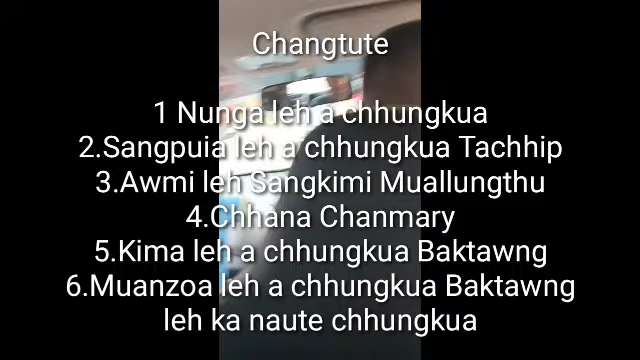 Changtute
1 Nunga leh a chhungkua
2.Sangpuia leh a chhungkua Tachhip
3.Awmi leh Sangkimi Muallungthu
4.Chhana Chanmary
5.Kima leh a chhungkua Baktawng
6.Muanzoa leh a chhungkua Baktawng
leh ka naute chhungkua